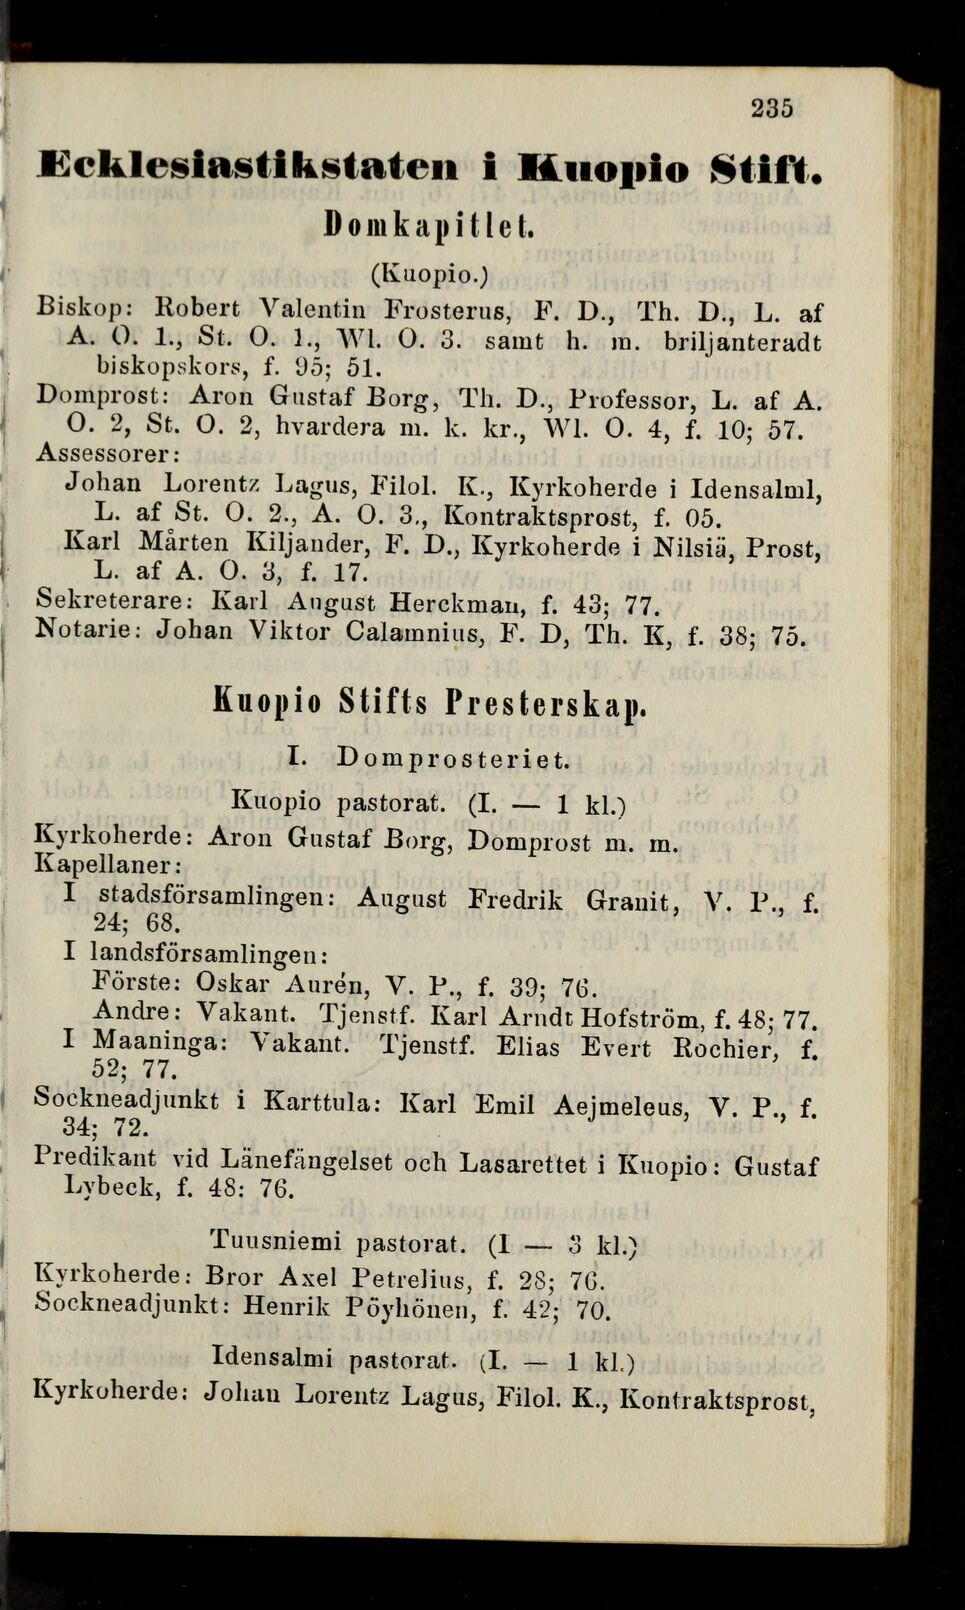 235
Ecklesiastikstaten i Kuopio Stift.
Domkapitlet.
(Kuopio.)
Biskop: Robert Valentin Frosterus, F. D., Th. D., L. af
A. O. 1., St. O. 1., Wl. O. 3. samt h. m. briljanteradt
biskopskors, f. 95; 51.
Domprost: Aron Gustaf Borg, Th. D., Professor, L. af A.
O. 2, St. O. 2, hvardera m. k. kr., Wl. O. 4, f. 10; 57.
Assessorer:
Johan Lorentz Lagus, Filol. K., Kyrkoherde i Idensalml,
L. af St. O. 2., A. O. 3., Kontraktsprost, f. 05.
Karl Mårten Kiljander, F. D., Kyrkoherde i Nilsiä, Prost,
L. af A. O. 3, f. 17.
Sekreterare: Karl August Herckman, f. 43; 77.
Notarie: Johan Viktor Calamnius, F. D, Th. K, f. 38; 75.
Kuopio Stifts Presterskap.
I. Domprosteriet.
Kuopio pastorat. (I. — 1 kl.)
Kyrkoherde: Aron Gustaf Borg, Domprost m. m.
Kapellaner:
I stadsförsamlingen: August Fredrik Granit, V. P., f.
24; 68.
I landsförsamlingen:
Förste: Oskar Aurén, V. P., f. 39; 76.
Andre: Vakant. Tjenstf. Karl Arndt Hofström, f. 48; 77.
I Maaninga: Vakant. Tjenstf. Elias Evert Rochier, f.
52; 77.
Sockneadjunkt i Karttula: Karl Emil Aejmeleus, V. P., f.
34; 72.
Predikant vid Länefängelset och Lasarettet i Kuopio: Gustaf
Lybeck, f. 48: 76.
Tuusniemi pastorat. (1 — 3 kl.)
Kyrkoherde: Bror Axel Petrelius, f. 28; 76.
Sockneadjunkt: Henrik Pöyhönen, f. 42; 70.
Idensalmi pastorat. (I. — 1 kl.)
Kyrkoherde: Johan Lorentz Lagus, Filol. K., Kontraktsprost,